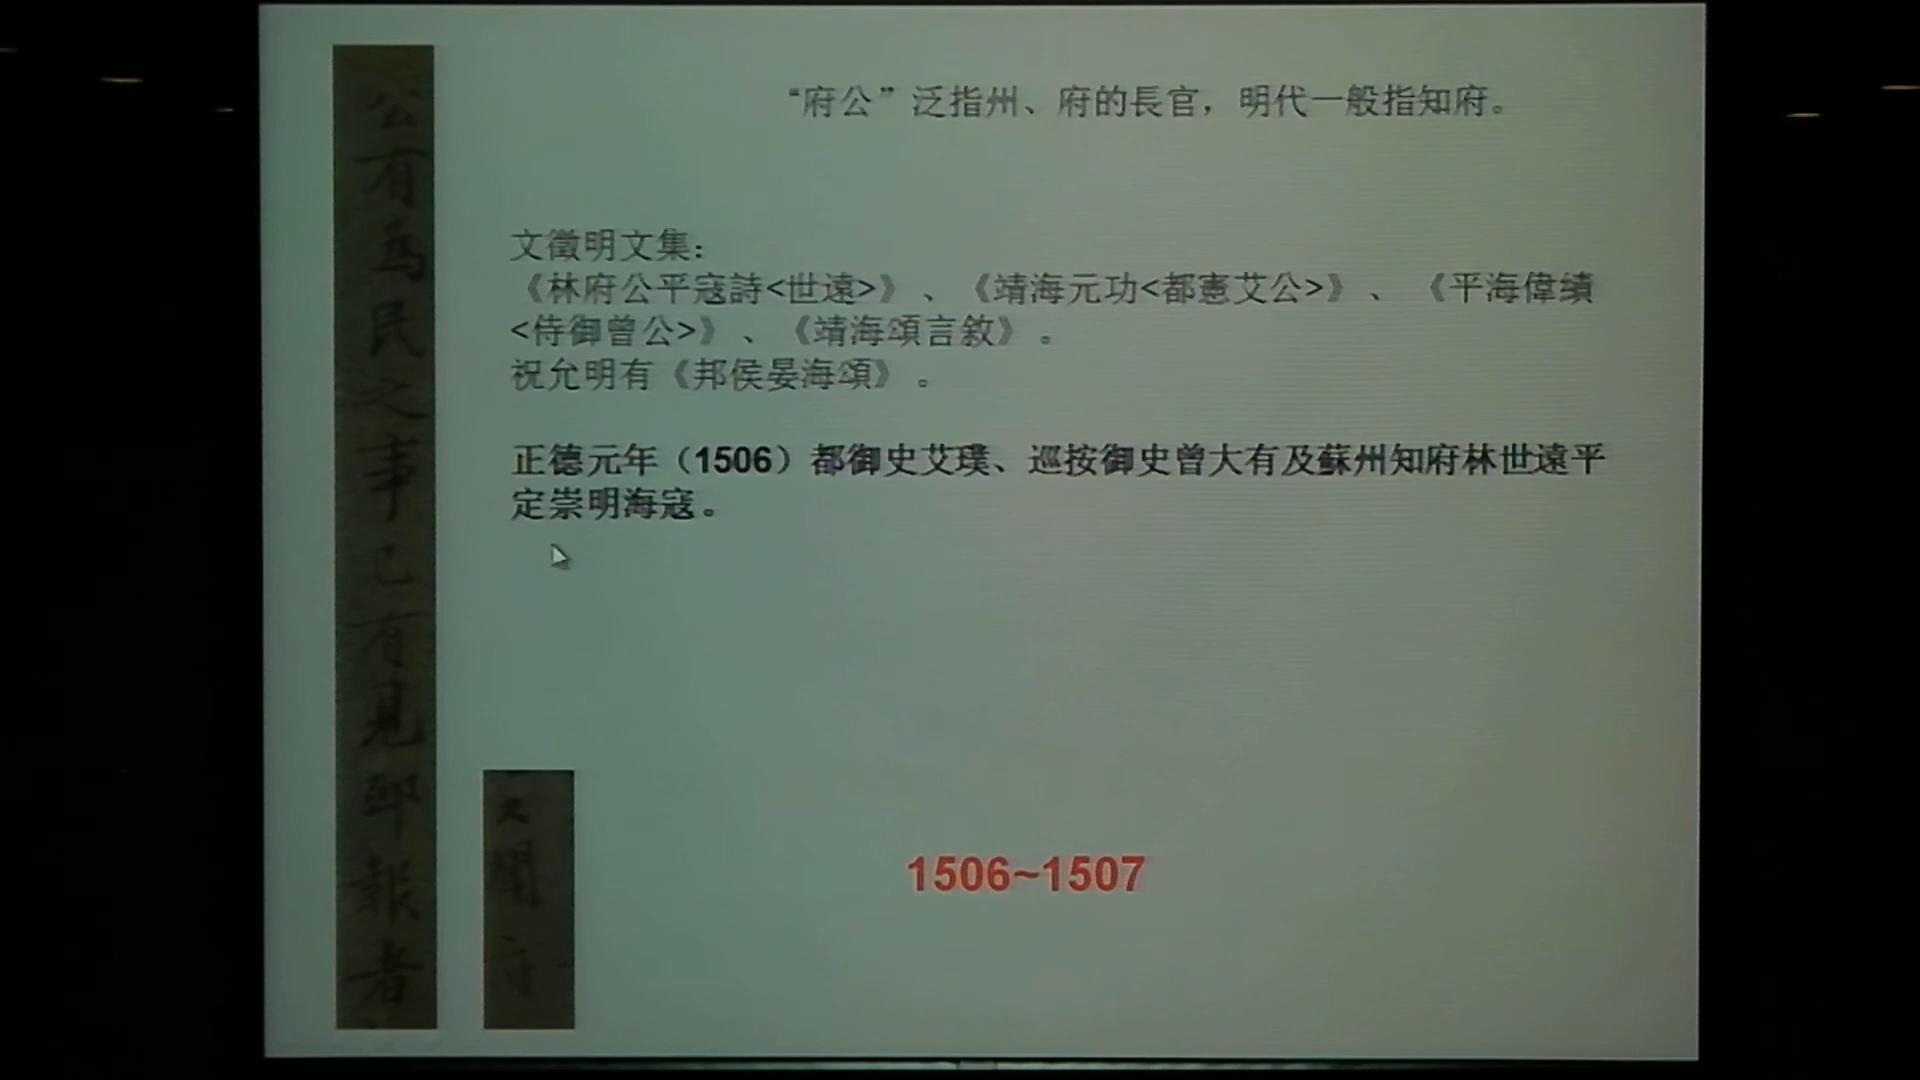 “府公”泛指州、府的長官，明代一般指知府。
文徵明文集：
《林府公平寇詩<世遠>》、《靖海元功<都憲艾公>》、《平海偉績
<侍御曾公>》、《靖海頌言敘》。
祝允明有《邦侯晏海頌》。
正德元年（1506）都御史艾璞、巡按御史曾大有及蘇州知府林世遠平
定崇明海寇。
1506~1507
公有為民之事已有見邸報者